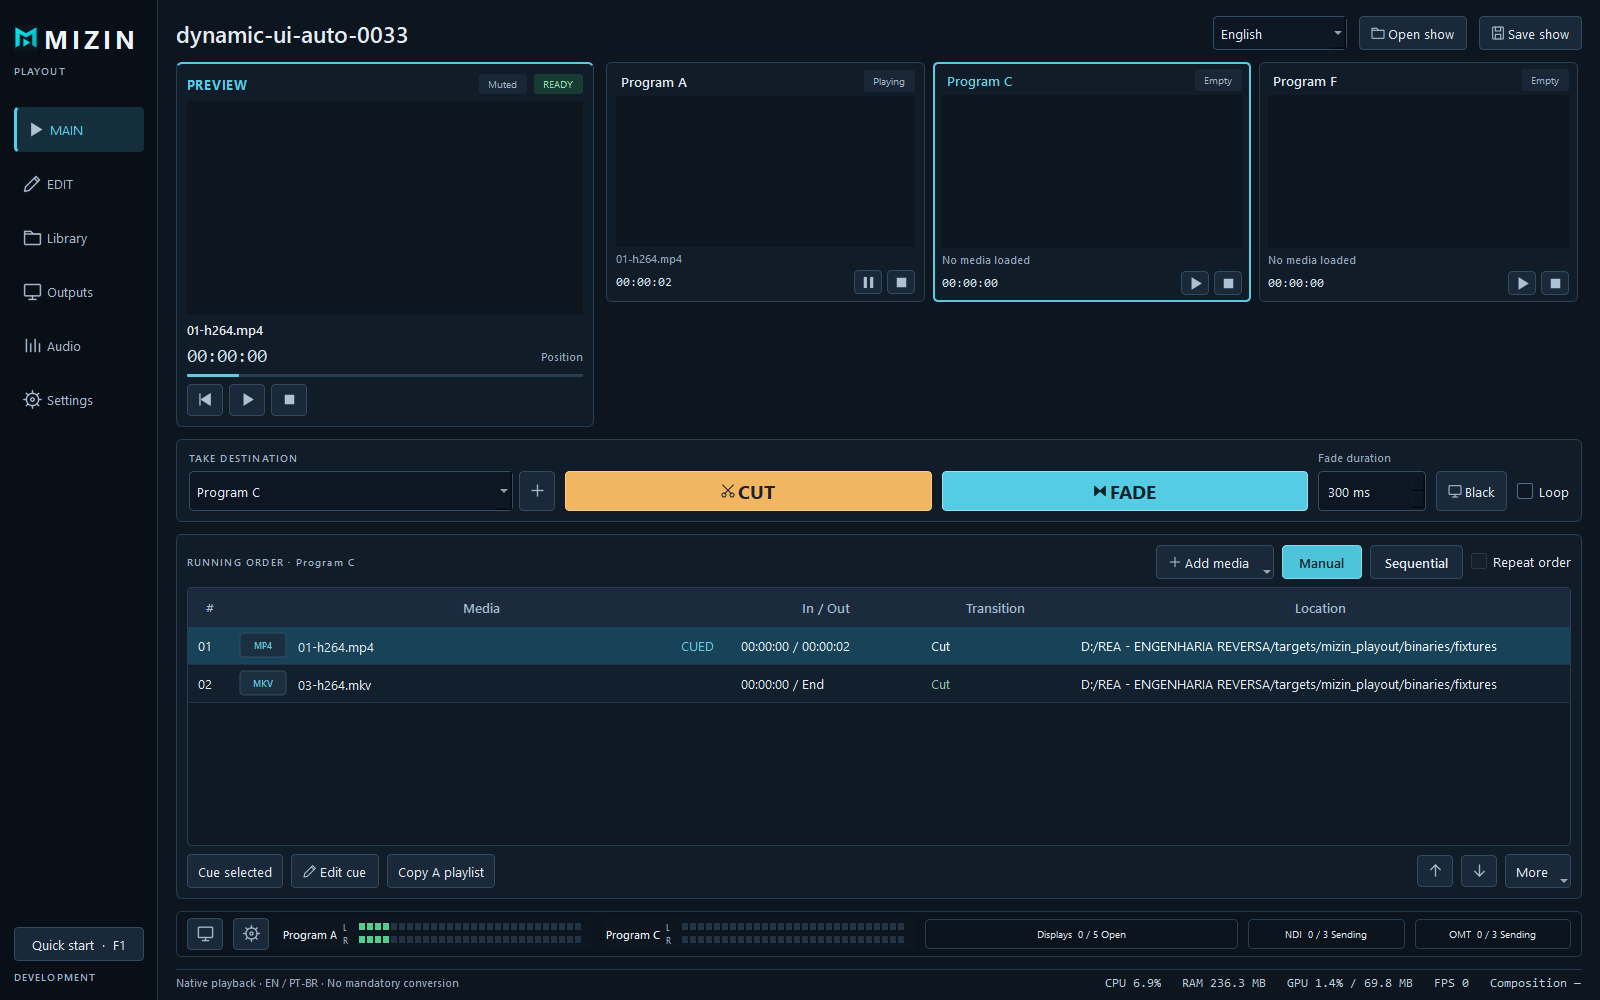 MIZIN
PLAYOUT
MAIN
EDIT
Library
Outputs
Audio
Settings
Quick start · F1
DEVELOPMENT
dynamic-ui-auto-0033
English
Open show
Save show
PREVIEW
Muted
READY
01-h264.mp4
00:00:00
Position
Program A
Playing
01-h264.mp4
00:00:02
Program C
Empty
No media loaded
00:00:00
Program F
Empty
No media loaded
00:00:00
TAKE DESTINATION
Program C
CUT
FADE
Fade duration
300 ms
Black
Loop
RUNNING ORDER · Program C
Add media
Manual
Sequential
Repeat order
# Media In / Out Transition Location
01 MP4 01-h264.mp4 CUED 00:00:00 / 00:00:02 Cut D:/REA - ENGENHARIA REVERSA/targets/mizin_playout/binaries/fixtures
02 MKV 03-h264.mkv 00:00:00 / End Cut D:/REA - ENGENHARIA REVERSA/targets/mizin_playout/binaries/fixtures
Cue selected
Edit cue
Copy A playlist
More
Program A L R
Program C L R
Displays 0 / 5 Open
NDI 0 / 3 Sending
OMT 0 / 3 Sending
Native playback · EN / PT-BR · No mandatory conversion
CPU 6.9% RAM 236.3 MB GPU 1.4% / 69.8 MB FPS 0 Composition —